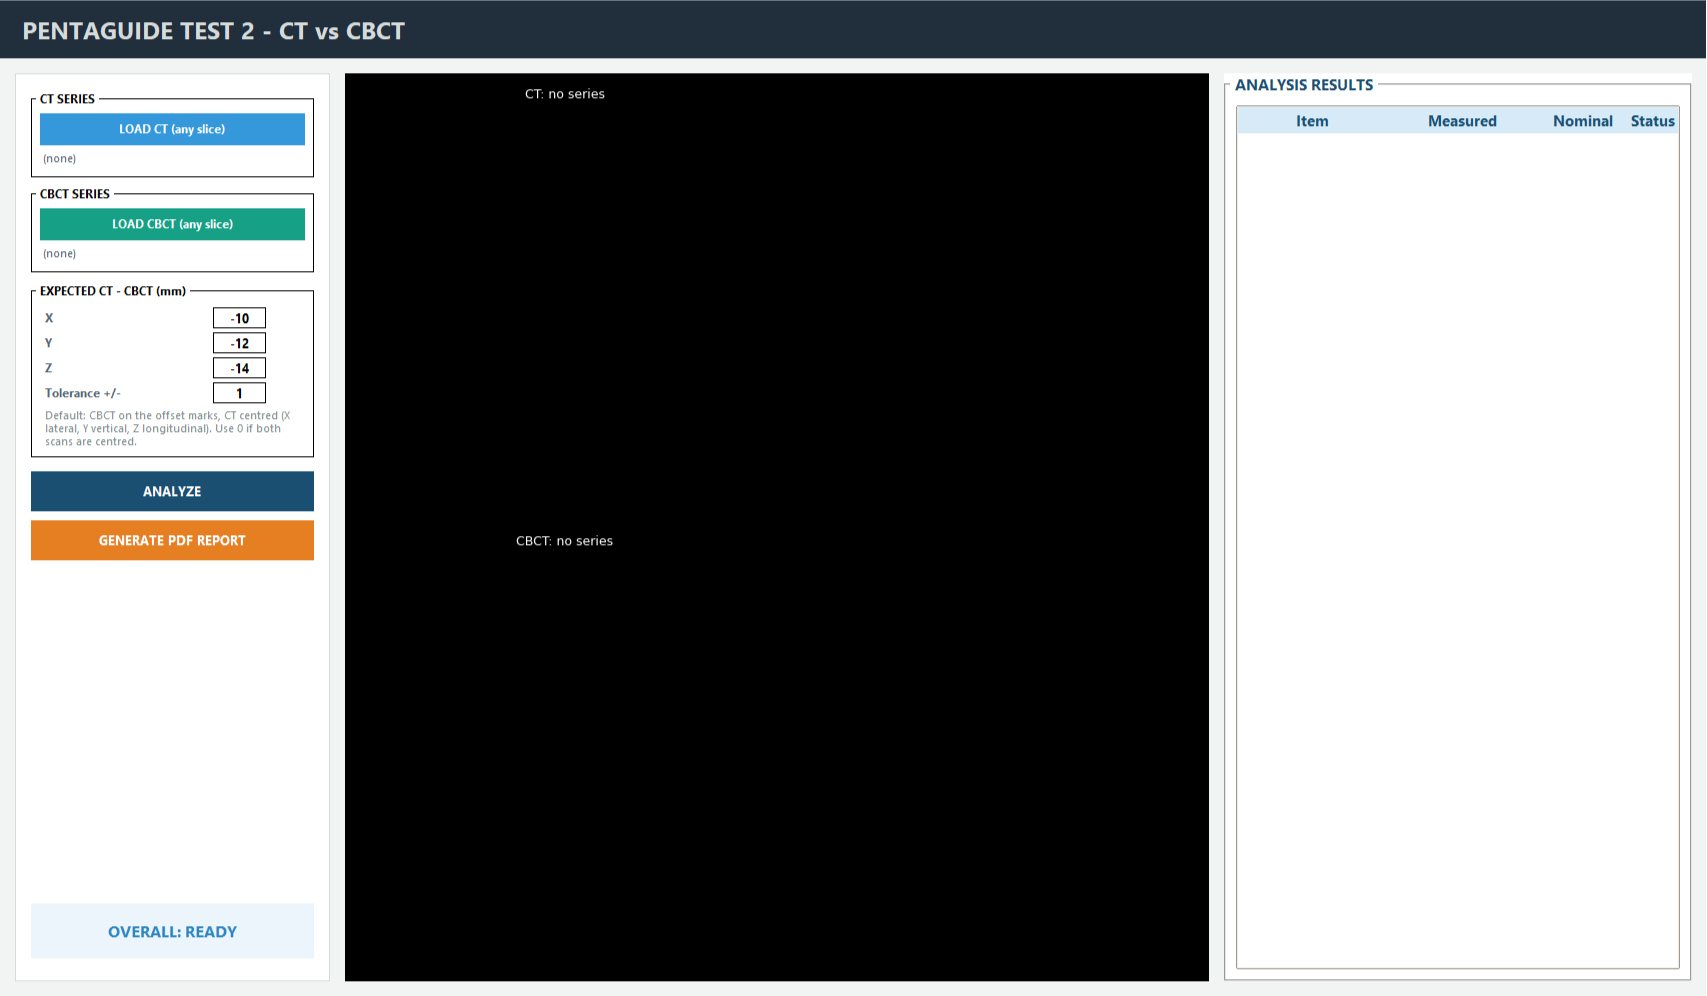 PENTAGUIDE TEST 2 - CT vs CBCT
CT SERIES
LOAD CT (any slice)
(none)
CBCT SERIES
LOAD CBCT (any slice)
(none)
EXPECTED CT - CBCT (mm)
X -10
Y -12
Z -14
Tolerance +/- 1
Default: CBCT on the offset marks, CT centred (X
lateral, Y vertical, Z longitudinal). Use 0 if both
scans are centred.
ANALYZE
GENERATE PDF REPORT
OVERALL: READY
CT: no series
CBCT: no series
ANALYSIS RESULTS
Item Measured Nominal Status